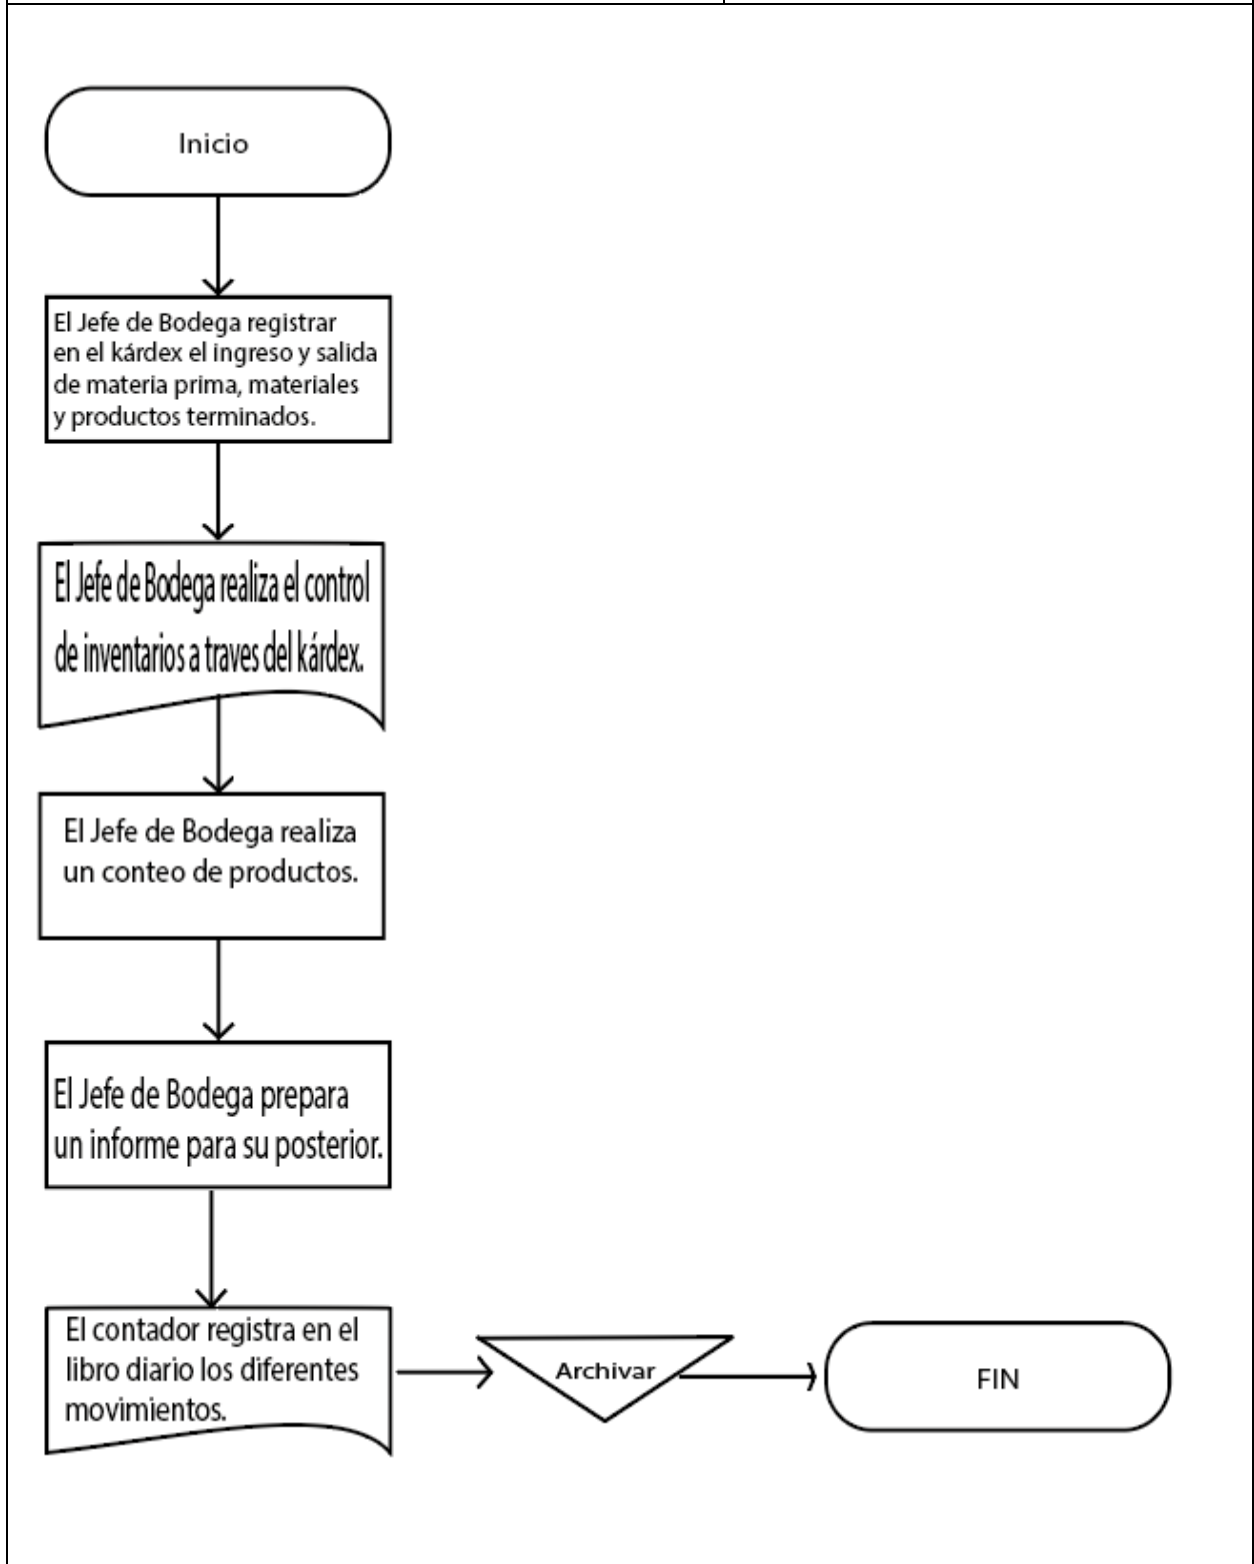 Inicio
El Jefe de Bodega registrar
en el kárdex el ingreso y salida
de materia prima, materiales
y productos terminados.
El Jefe de Bodega realiza el control
de inventarios a traves del kárdex.
El Jefe de Bodega realiza
un conteo de productos.
El Jefe de Bodega prepara
un informe para su posterior.
El contador registra en el
libro diario los diferentes
movimientos.
Archivar
FIN